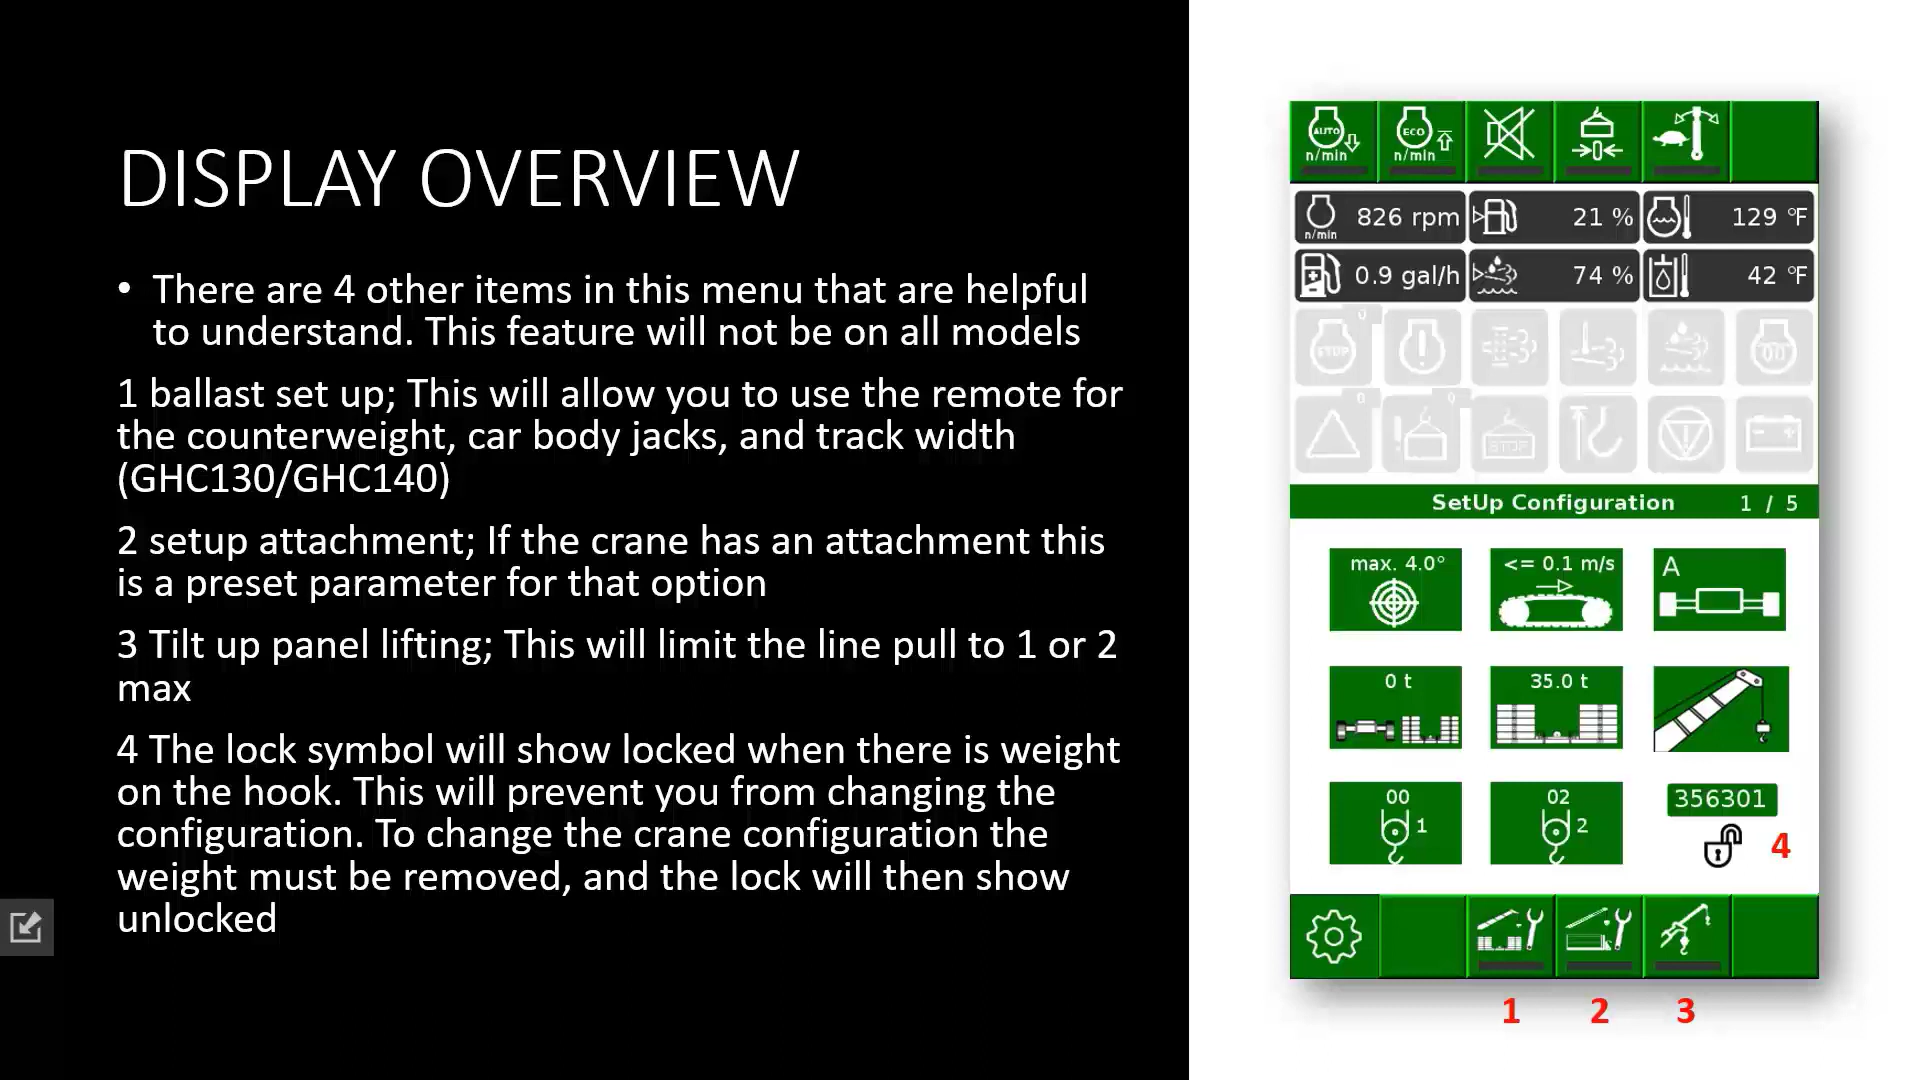 DISPLAY OVERVIEW
• There are 4 other items in this menu that are helpful
to understand. This feature will not be on all models
1 ballast set up; This will allow you to use the remote for
the counterweight, car body jacks, and track width
(GHC130/GHC140)
2 setup attachment; If the crane has an attachment this
is a preset parameter for that option
3 Tilt up panel lifting; This will limit the line pull to 1 or 2
max
4 The lock symbol will show locked when there is weight
on the hook. This will prevent you from changing the
configuration. To change the crane configuration the
weight must be removed, and the lock will then show
unlocked
AUTO ECO
n/min n/min
826 rpm 21 % 129 °F
n/min
0.9 gal/h 74 % 42 °F
0
STOP
0 0
STOP
SetUp Configuration 1 / 5
max. 4.0° <= 0.1 m/s A
0 t 35.0 t
00 02 356301
1 2
4
1 2 3